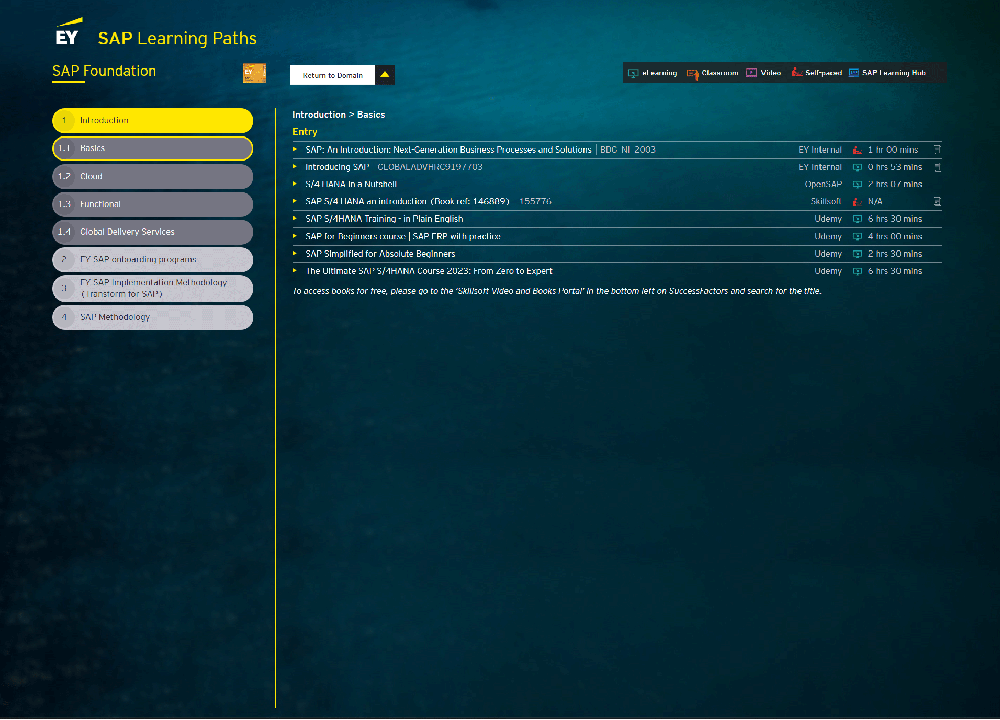 EY | SAP Learning Paths
SAP Foundation
EY
Return to Domain
eLearning Classroom Video Self-paced SAP SAP Learning Hub
1 Introduction
1.1 Basics
1.2 Cloud
1.3 Functional
1.4 Global Delivery Services
2 EY SAP onboarding programs
3 EY SAP Implementation Methodology
(Transform for SAP)
4 SAP Methodology
Introduction > Basics
Entry
SAP: An Introduction: Next-Generation Business Processes and Solutions | BDG_NI_2003 EY Internal | 1 hr 00 mins
Introducing SAP | GLOBALADVHRC9197703 EY Internal | 0 hrs 53 mins
S/4 HANA in a Nutshell OpenSAP | 2 hrs 07 mins
SAP S/4 HANA an introduction (Book ref: 146889) | 155776 Skillsoft | N/A
SAP S/4HANA Training - in Plain English Udemy | 6 hrs 30 mins
SAP for Beginners course | SAP ERP with practice Udemy | 4 hrs 00 mins
SAP Simplified for Absolute Beginners Udemy | 2 hrs 30 mins
The Ultimate SAP S/4HANA Course 2023: From Zero to Expert Udemy | 6 hrs 30 mins
To access books for free, please go to the ‘Skillsoft Video and Books Portal’ in the bottom left on SuccessFactors and search for the title.